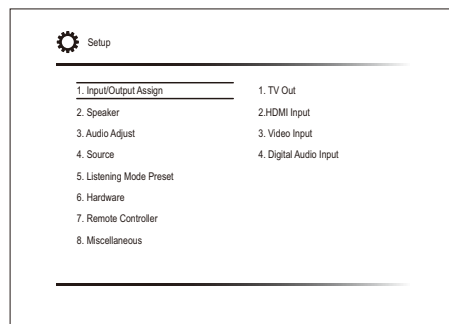 Setup
1. Input/Output Assign
2. Speaker
3. Audio Adjust
4. Source
5. Listening Mode Preset
6. Hardware
7. Remote Controller
8. Miscellaneous
1. TV Out
2.HDMI Input
3. Video Input
4. Digital Audio Input